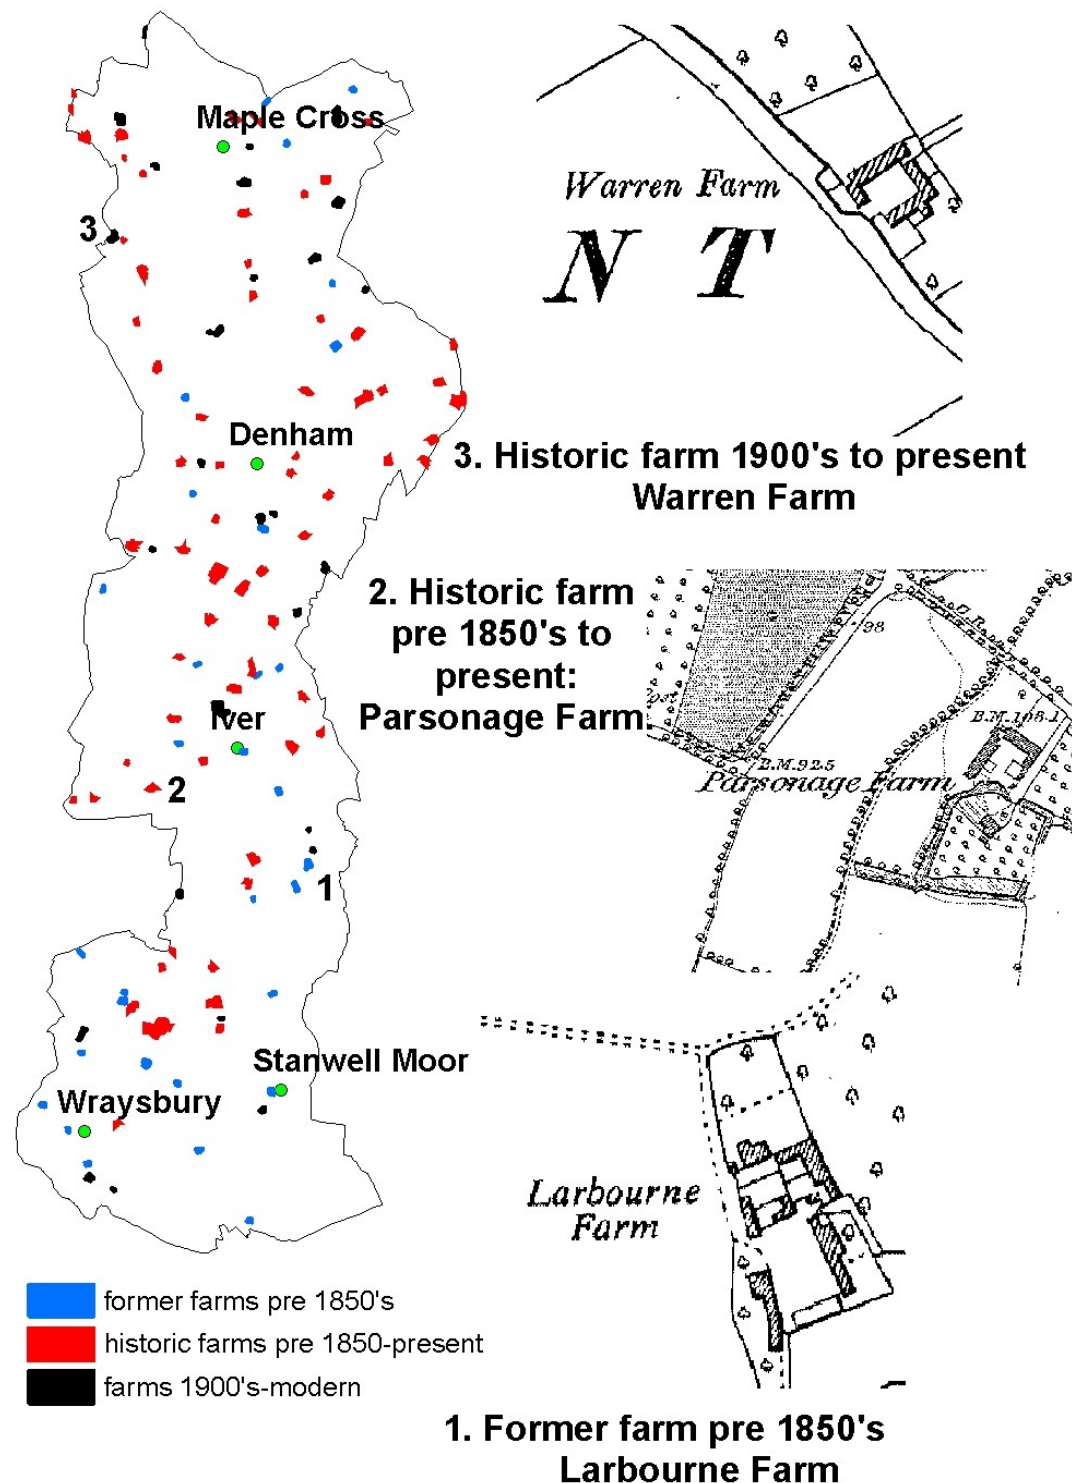 Maple Cross
3
Denham
Iver
2
1
Stanwell Moor
Wraysbury
former farms pre 1850's
historic farms pre 1850-present
farms 1900's-modern
Warren Farm
N T
3. Historic farm 1900's to present
Warren Farm
2. Historic farm
pre 1850's to
present:
Parsonage Farm
98
B.M. 108.1
B.M. 92.5
Parsonage Farm
Larbourne
Farm
1. Former farm pre 1850's
Larbourne Farm